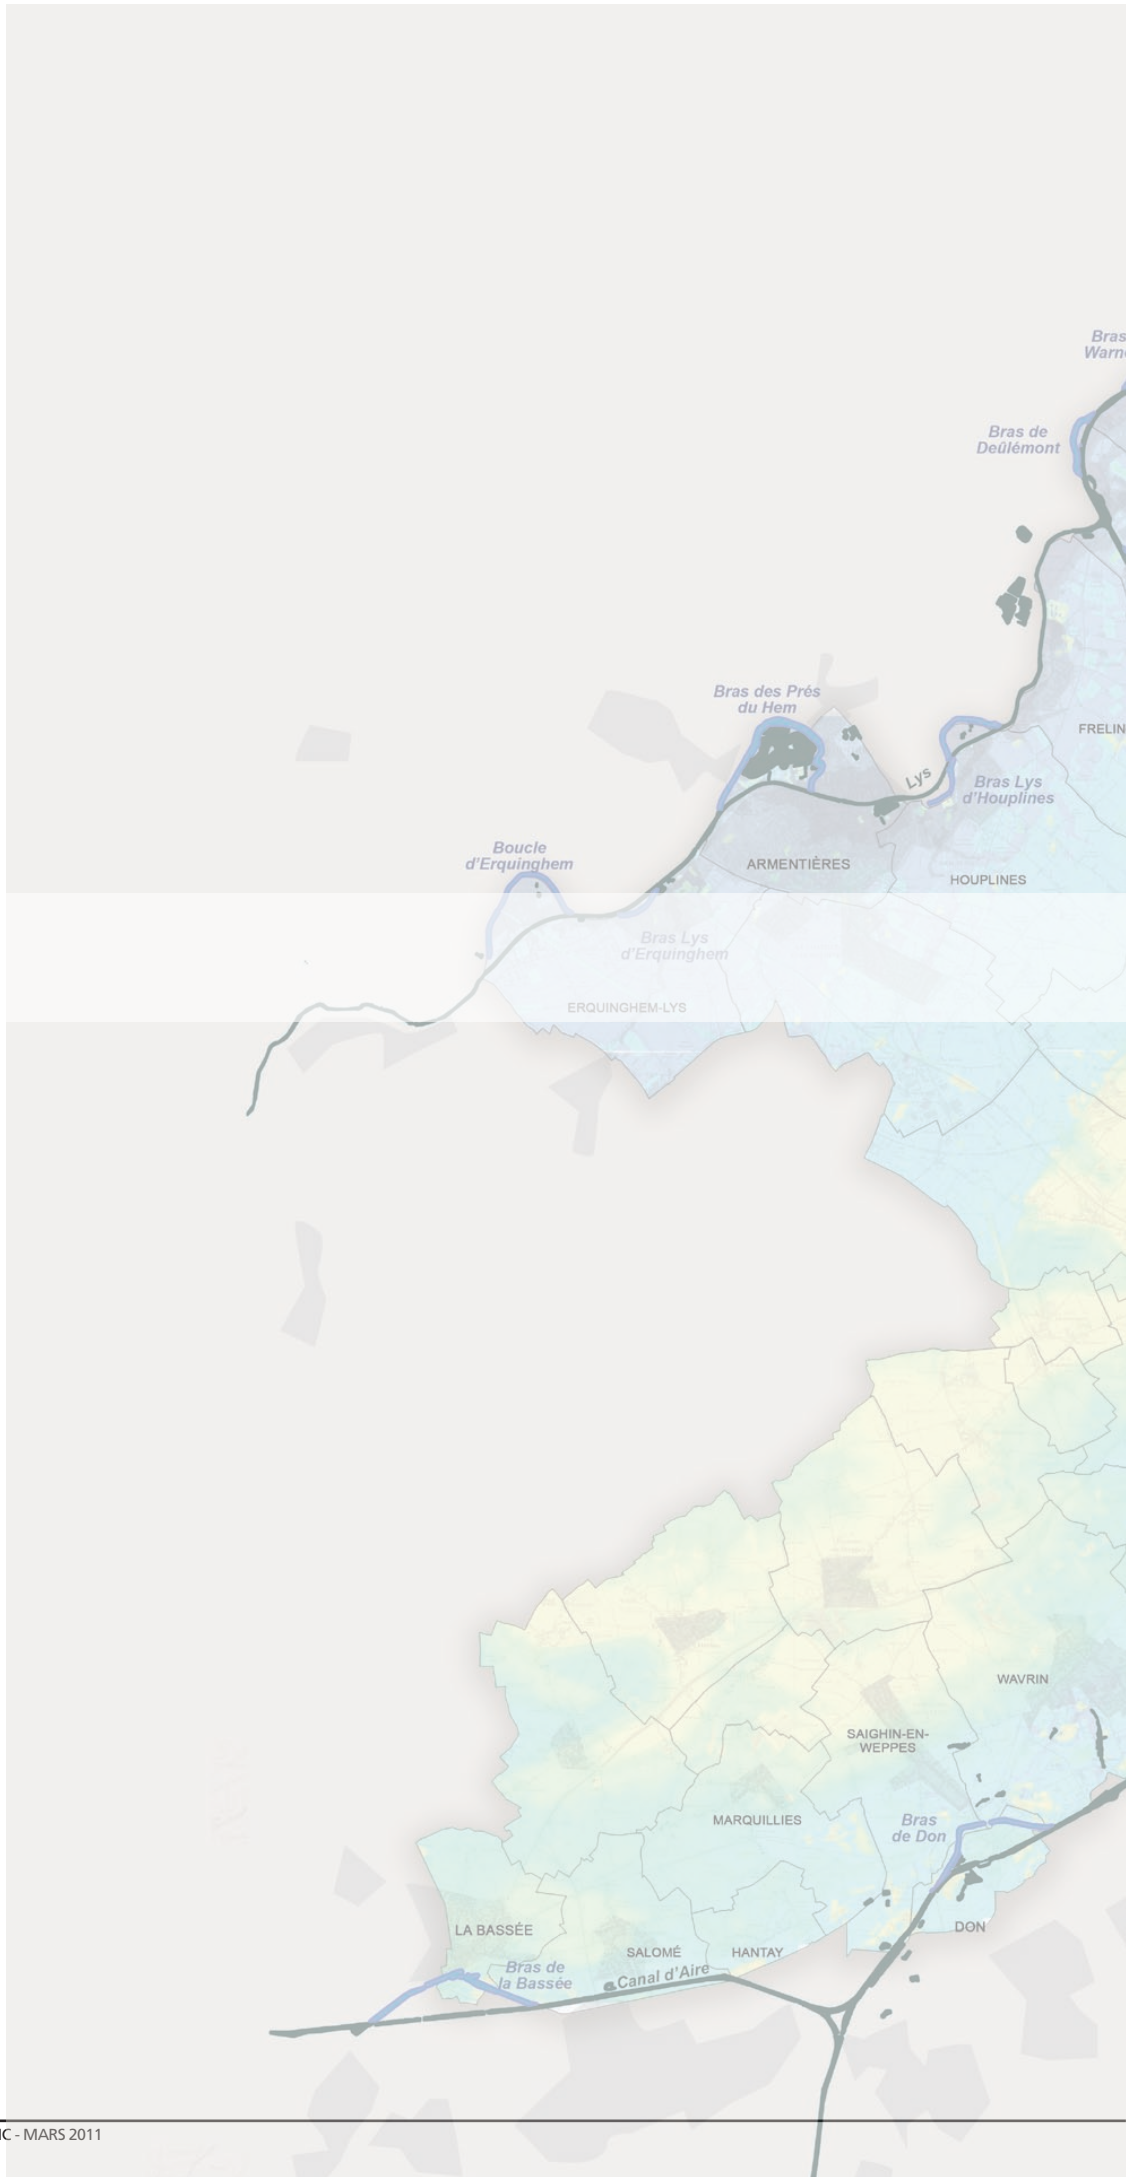 Bras
Bras de
Deûlémont
Bras des Prés
du Hem
FRELIN
Lys
Bras Lys
d'Houplines
Boucle
d'Erquinghem
ARMENTIÈRES
HOUPLINES
Bras Lys
d'Erquinghem
ERQUINGHEM-LYS
WAVRIN
SAIGHIN-EN-
WEPPES
MARQUILLIES
Bras
de Don
LA BASSÉE
DON
SALOMÉ
HANTAY
Bras de
la Bassée
Canal d'Aire
IC - MARS 2011